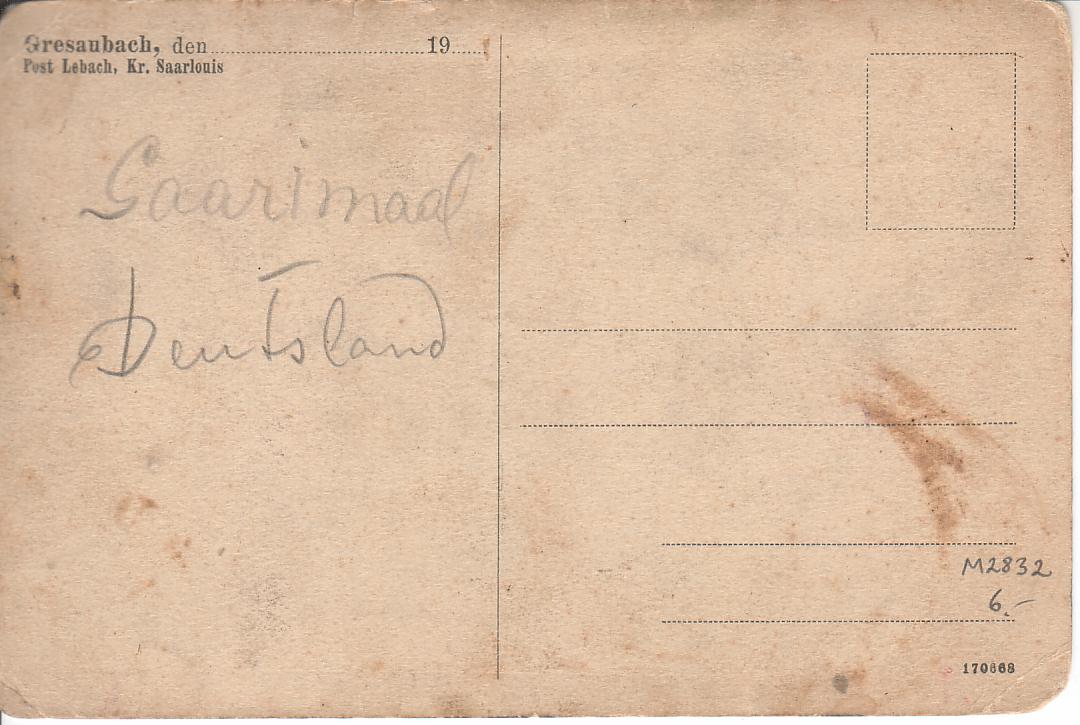 Gresaubach, den 19
Post Lebach, Kr. Saarlouis
Saarimaal
Deutsland
M2832
6.-
170668